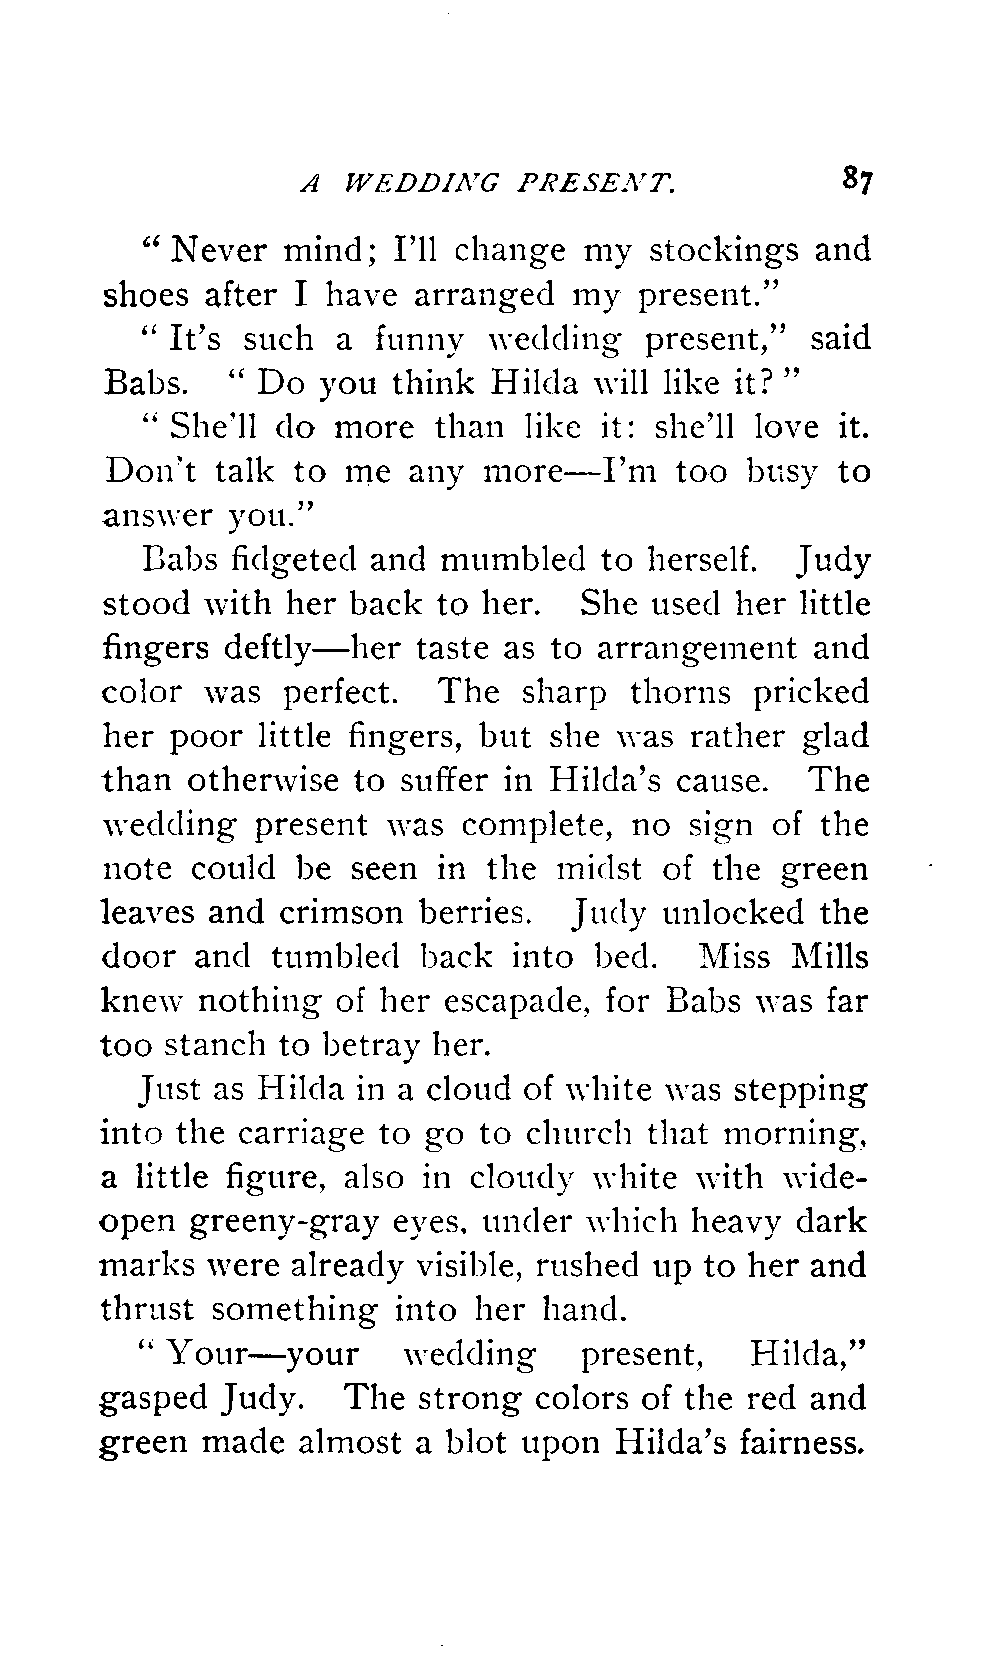 A WEDDING PRESENT. 87
“ Never mind; I’ll change my stockings and
shoes after I have arranged my present.”
“ It’s such a funny wedding present,” said
Babs. “ Do you think Hilda will like it? ”
“ She’ll do more than like it: she’ll love it.
Don’t talk to me any more—I’m too busy to
answer you.”
Babs fidgeted and mumbled to herself. Judy
stood with her back to her. She used her little
fingers deftly—her taste as to arrangement and
color was perfect. The sharp thorns pricked
her poor little fingers, but she was rather glad
than otherwise to suffer in Hilda’s cause. The
wedding present was complete, no sign of the
note could be seen in the midst of the green
leaves and crimson berries. Judy unlocked the
door and tumbled back into bed. Miss Mills
knew nothing of her escapade, for Babs was far
too stanch to betray her.
Just as Hilda in a cloud of white was stepping
into the carriage to go to church that morning,
a little figure, also in cloudy white with wide-
open greeny-gray eyes, under which heavy dark
marks were already visible, rushed up to her and
thrust something into her hand.
“ Your—your wedding present, Hilda,”
gasped Judy. The strong colors of the red and
green made almost a blot upon Hilda’s fairness.